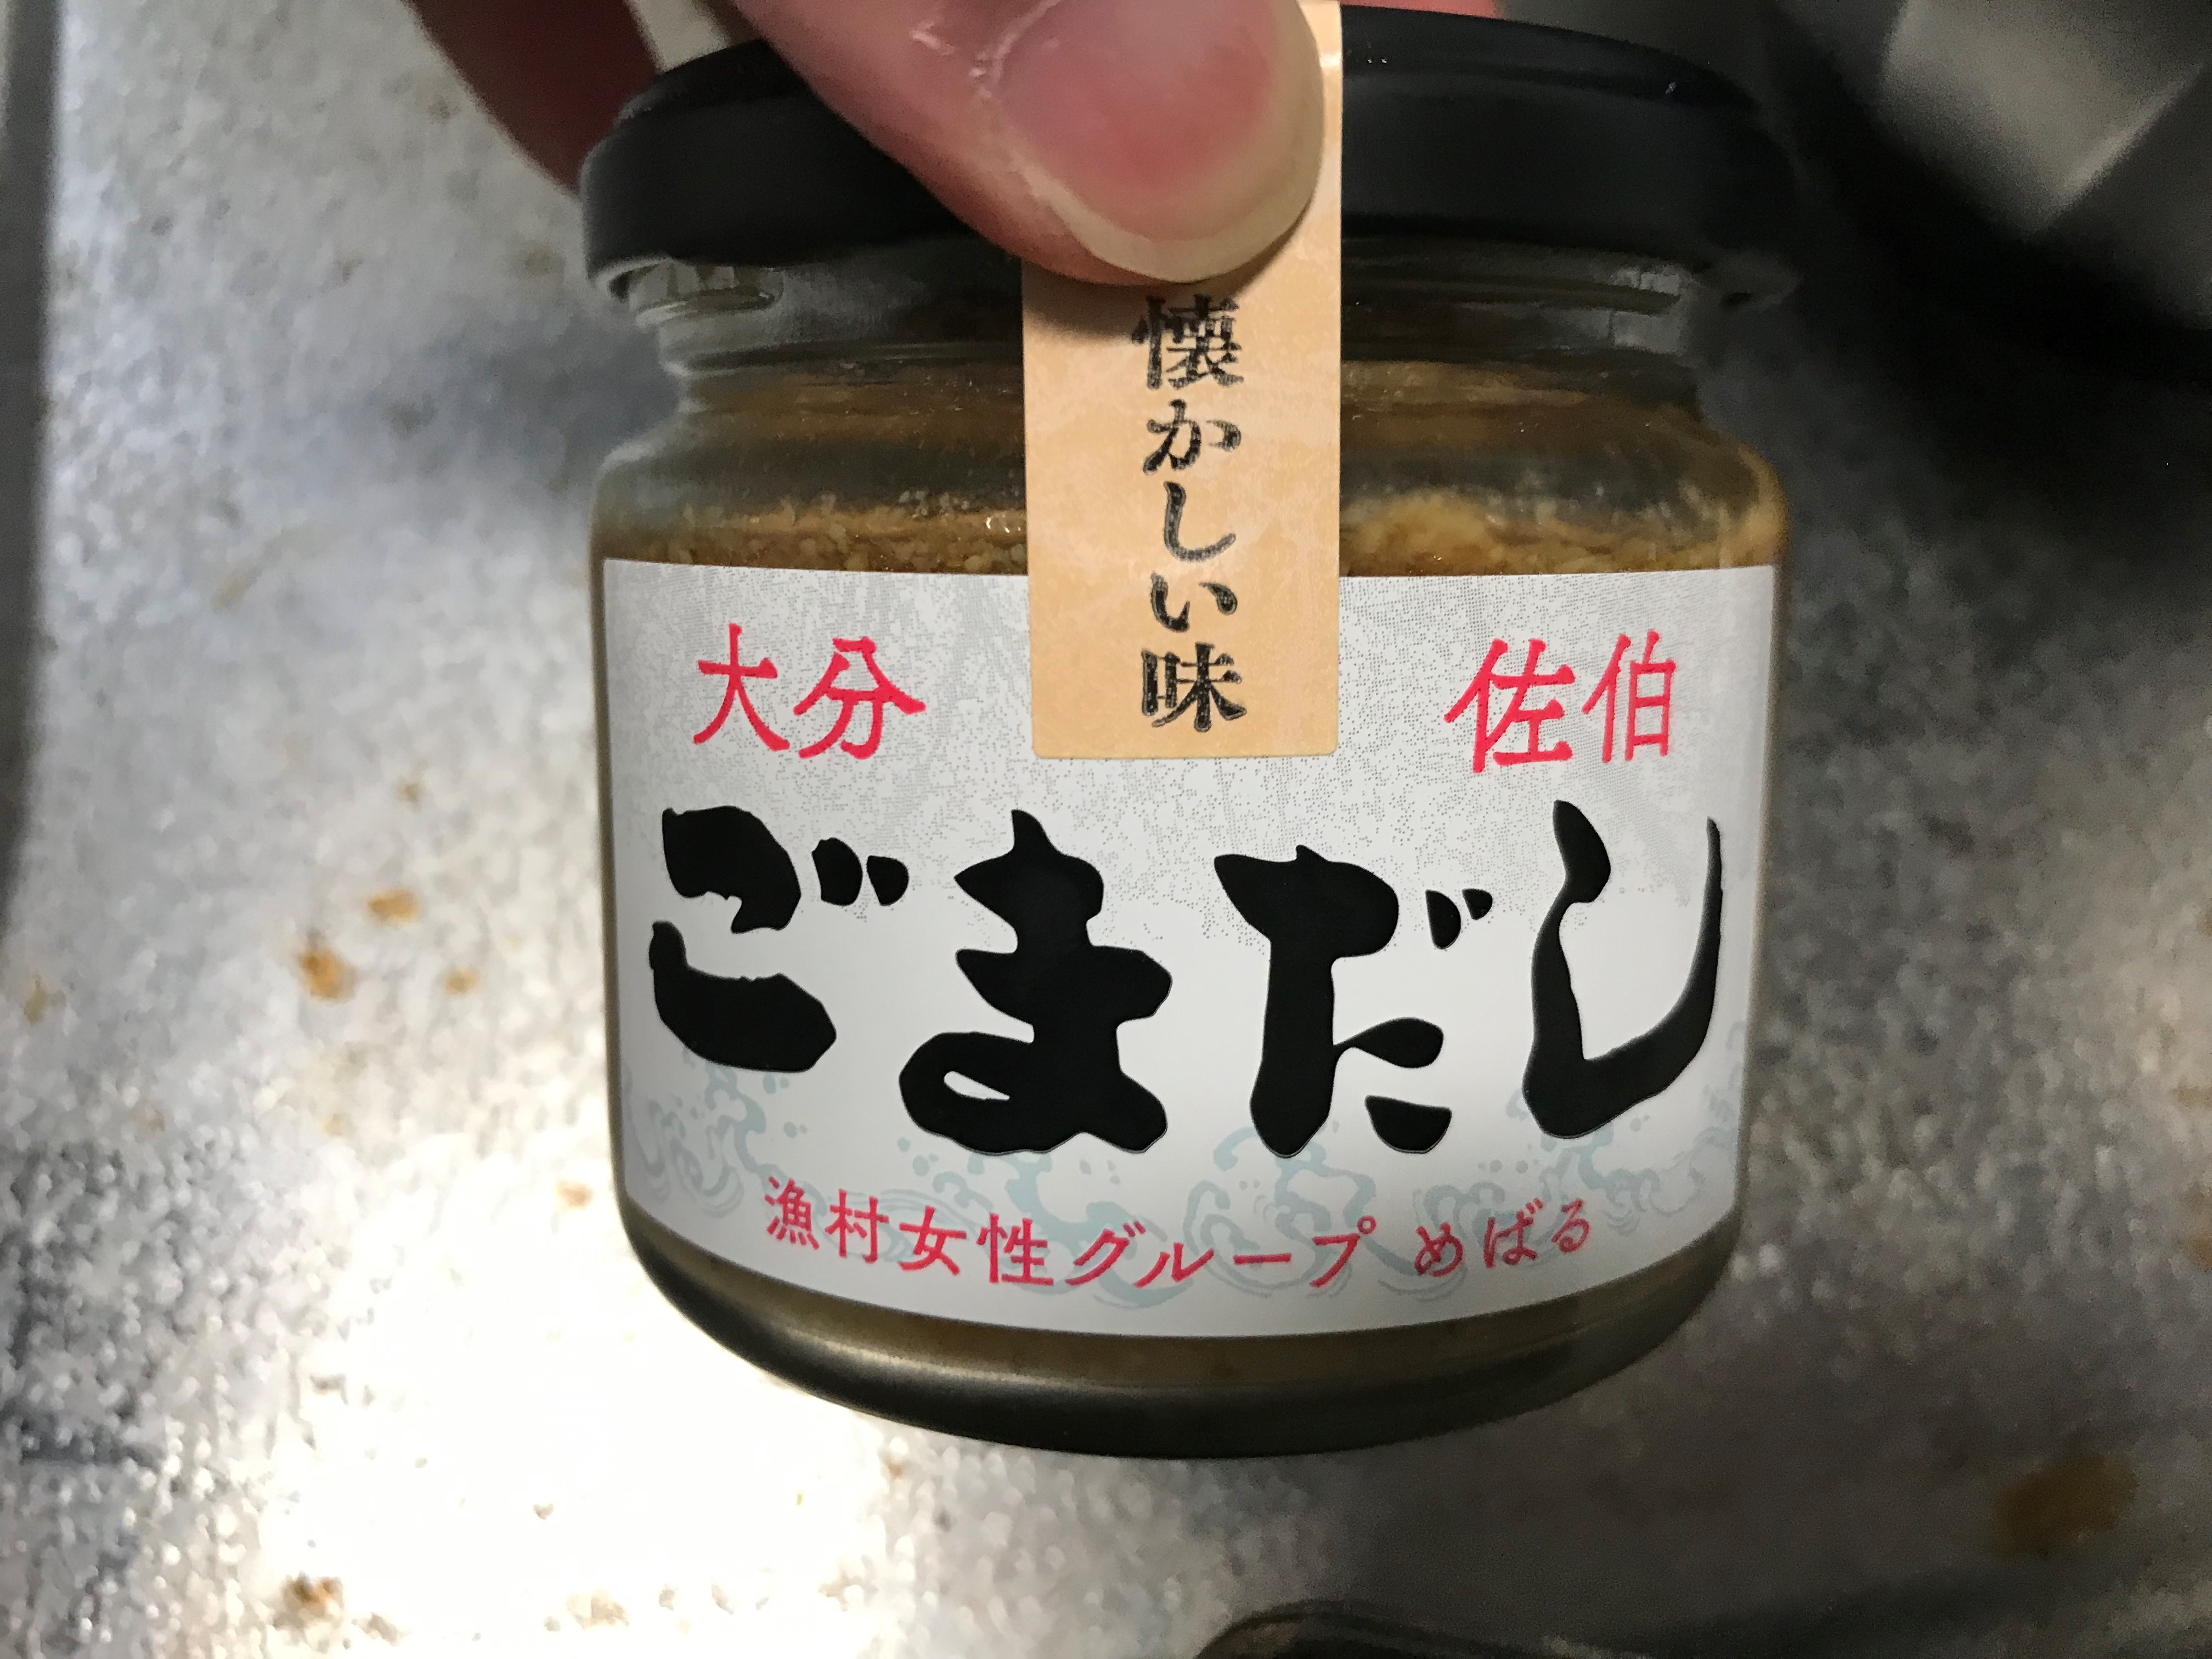 懐かしい味
大分 佐伯
ごまだし
漁村女性グループ めばる